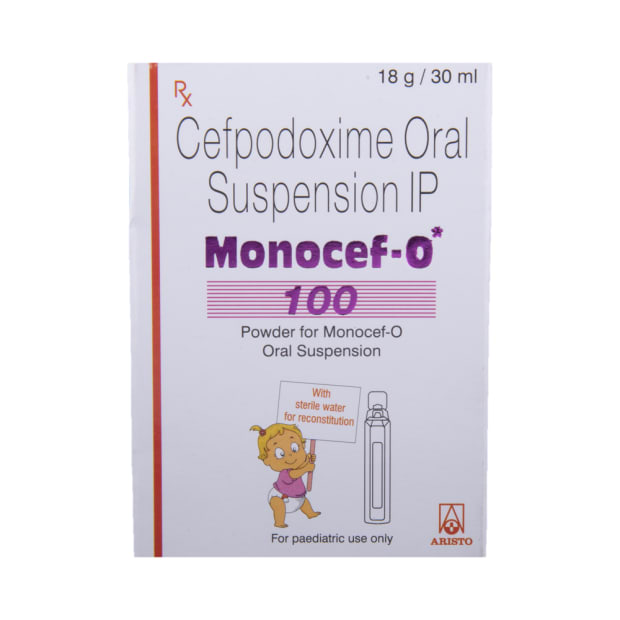 18 g / 30 ml
Rx
Cefpodoxime Oral
Suspension IP
Monocef-O*
100
Powder for Monocef-O
Oral Suspension
With
sterile water
for reconstitution
For paediatric use only
ARISTO